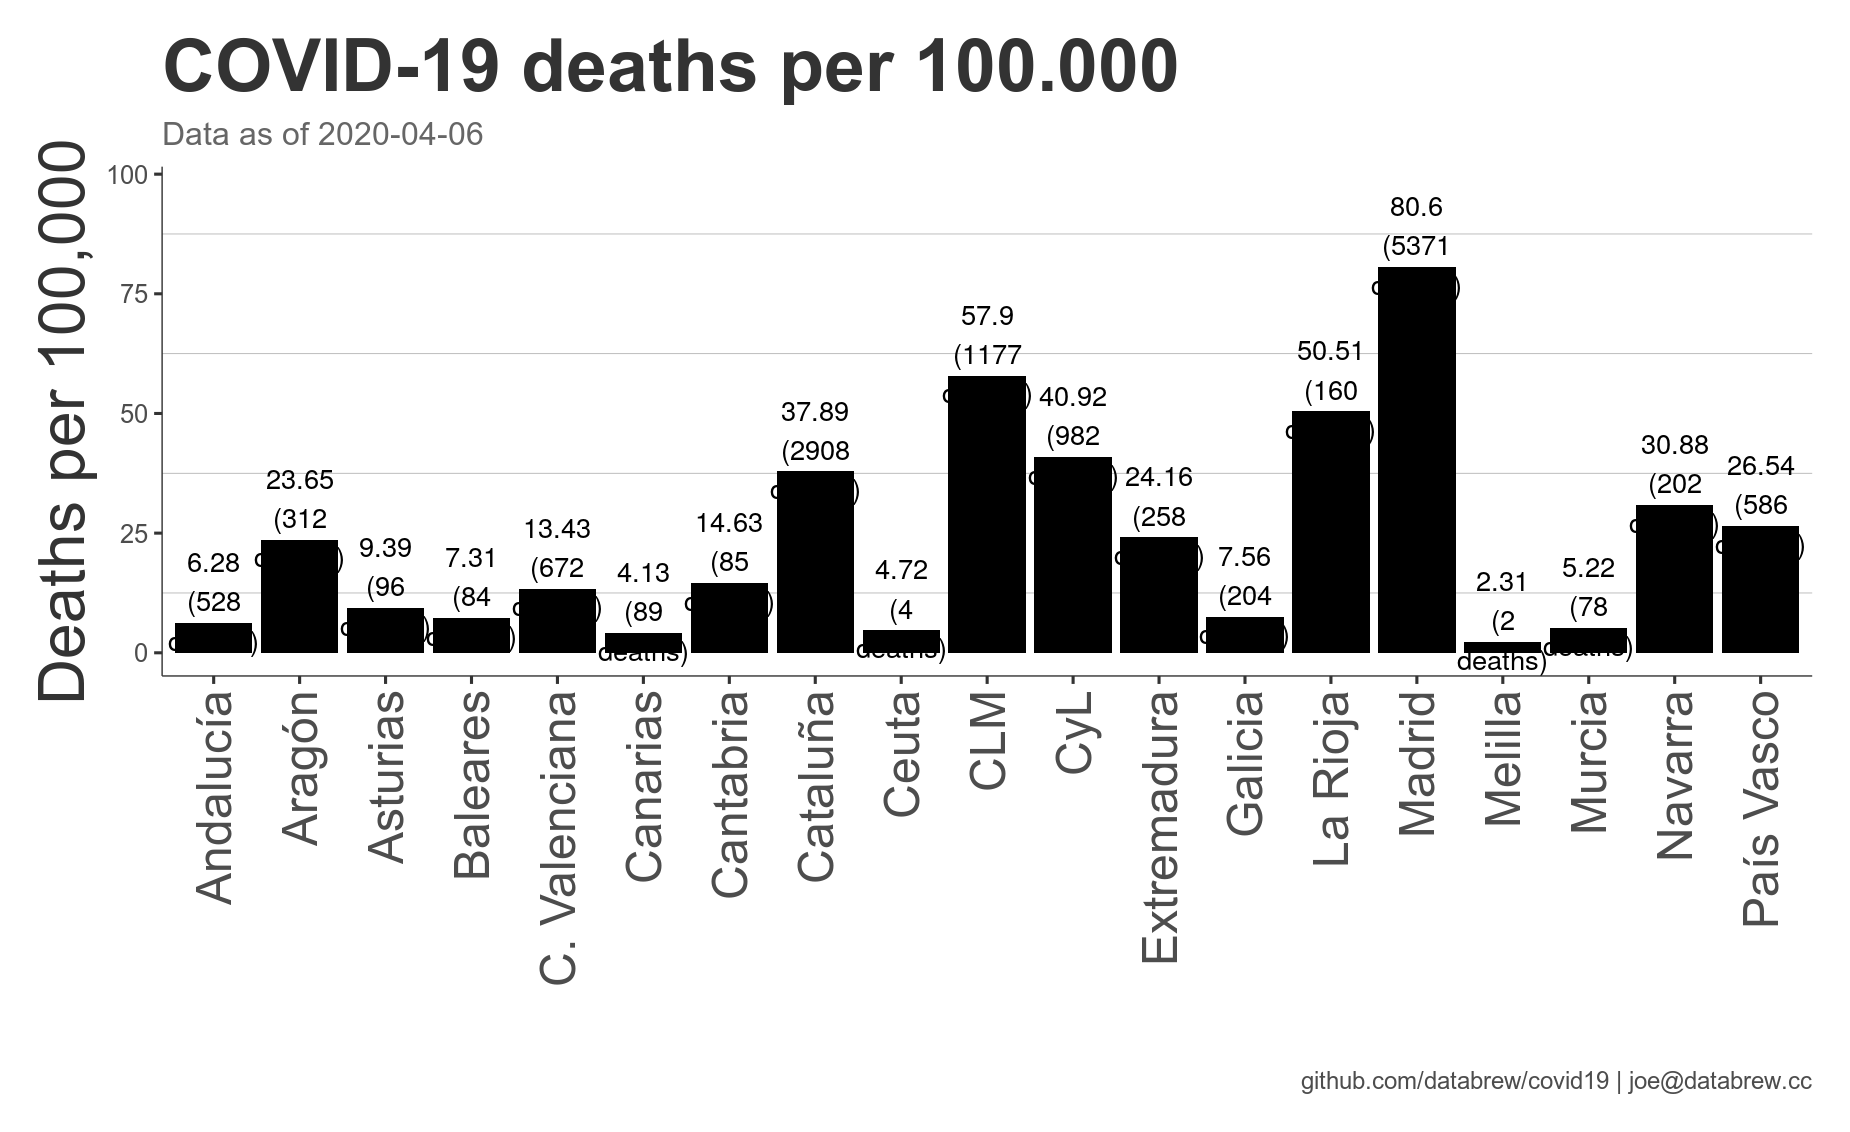 COVID-19 deaths per 100.000
Data as of 2020-04-06
Deaths per 100,000
100
75
50
25
0
6.28
(528
23.65
(312
9.39
(96
7.31
(84
13.43
(672
4.13
(89
deaths)
14.63
(85
37.89
(2908
4.72
(4
deaths)
57.9
(1177
40.92
(982
24.16
(258
7.56
(204
50.51
(160
80.6
(5371
2.31
(2
deaths)
5.22
(78
deaths)
30.88
(202
26.54
(586
Andalucía
Aragón
Asturias
Baleares
C. Valenciana
Canarias
Cantabria
Cataluña
Ceuta
CLM
CyL
Extremadura
Galicia
La Rioja
Madrid
Melilla
Murcia
Navarra
País Vasco
github.com/databrew/covid19 | joe@databrew.cc